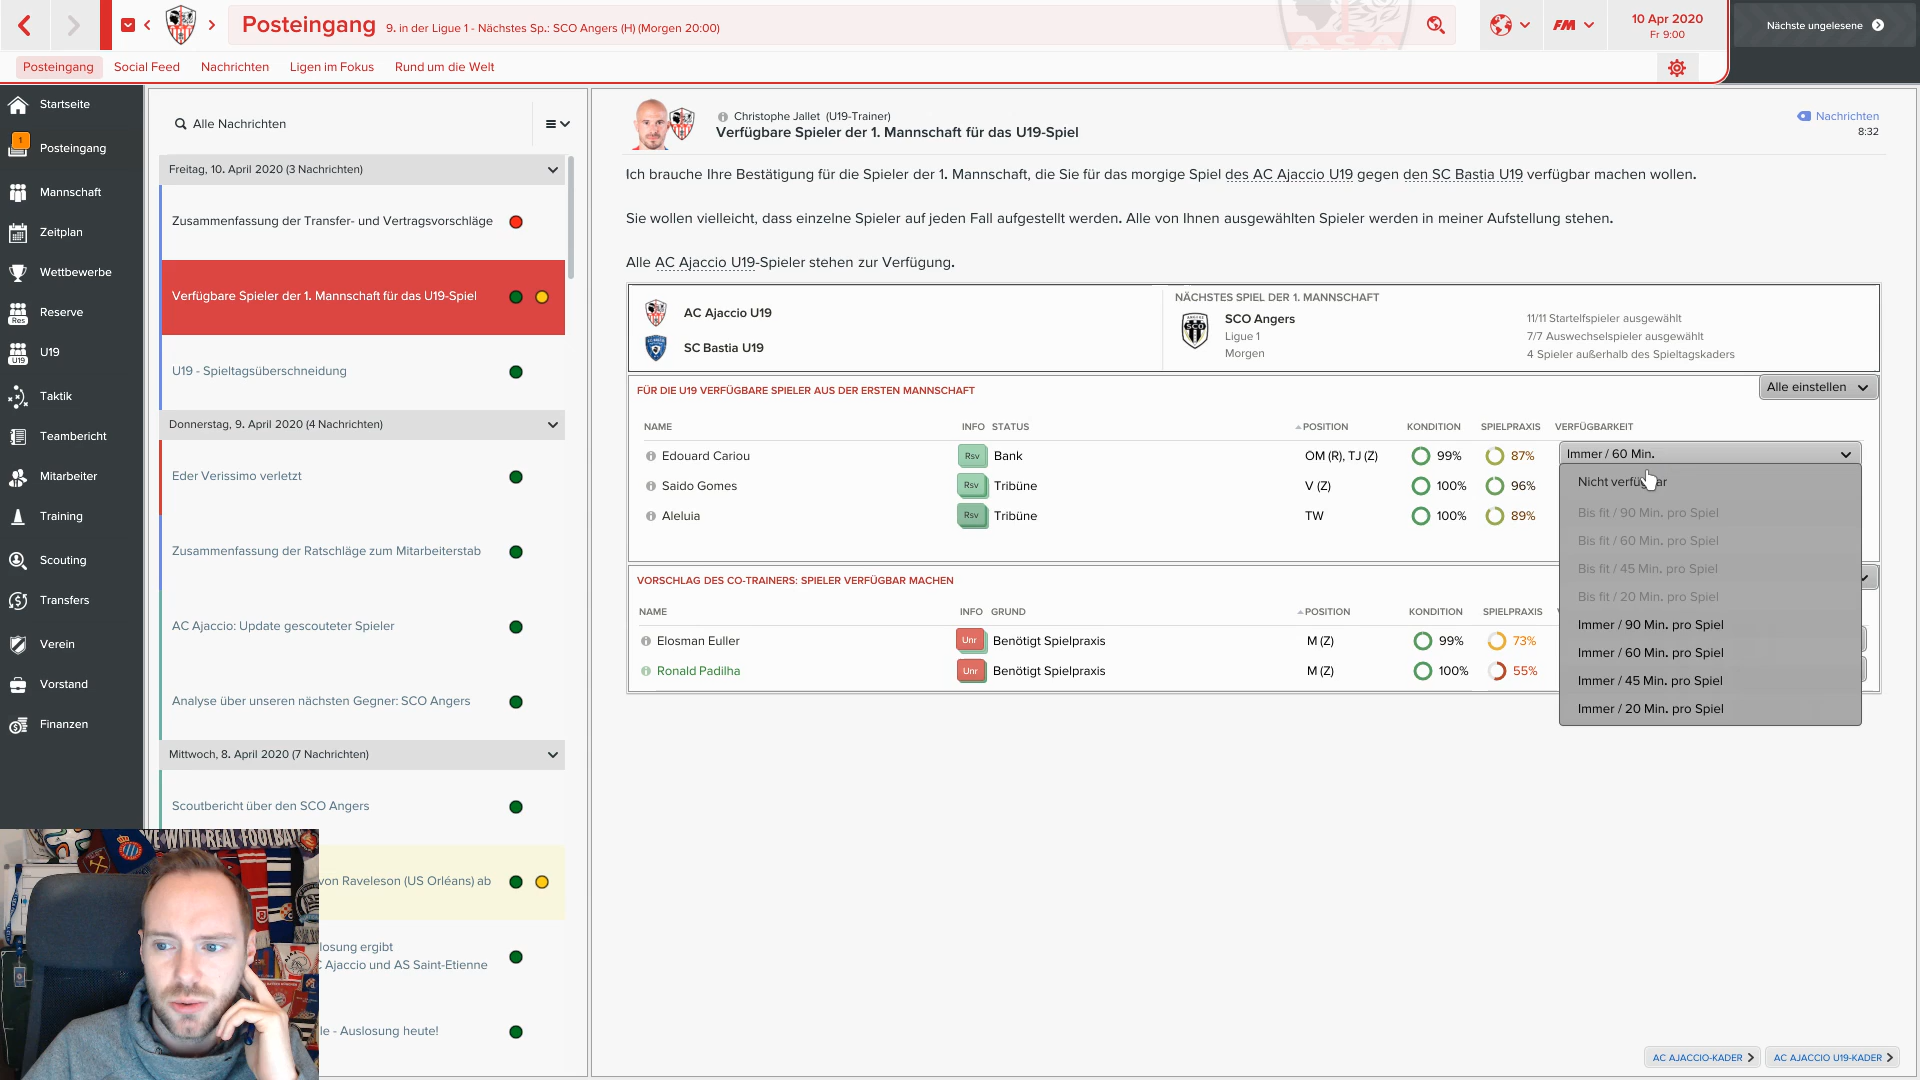 Posteingang
9. in der Ligue 1 - Nächstes Sp.: SCO Angers (H) (Morgen 20:00)
FM
10 Apr 2020
Fr 9:00
Nächste ungelesene
Posteingang
Social Feed
Nachrichten
Ligen im Fokus
Rund um die Welt
Startseite
1
Posteingang
Mannschaft
Zeitplan
Wettbewerbe
Res
Reserve
U19
U19
Taktik
Teambericht
Mitarbeiter
Training
Scouting
Transfers
Verein
Vorstand
Finanzen
Alle Nachrichten
Freitag, 10. April 2020 (3 Nachrichten)
Zusammenfassung der Transfer- und Vertragsvorschläge
Verfügbare Spieler der 1. Mannschaft für das U19-Spiel
U19 - Spieltagsüberschneidung
Donnerstag, 9. April 2020 (4 Nachrichten)
Eder Verissimo verletzt
Zusammenfassung der Ratschläge zum Mitarbeiterstab
AC Ajaccio: Update gescouteter Spieler
Analyse über unseren nächsten Gegner: SCO Angers
Mittwoch, 8. April 2020 (7 Nachrichten)
Scoutbericht über den SCO Angers
von Raveleson (US Orléans) ab
losung ergibt
C Ajaccio und AS Saint-Etienne
le - Auslosung heute!
Christophe Jallet (U19-Trainer)
Verfügbare Spieler der 1. Mannschaft für das U19-Spiel
Nachrichten
8:32
Ich brauche Ihre Bestätigung für die Spieler der 1. Mannschaft, die Sie für das morgige Spiel des AC Ajaccio U19 gegen den SC Bastia U19 verfügbar machen wollen.
Sie wollen vielleicht, dass einzelne Spieler auf jeden Fall aufgestellt werden. Alle von Ihnen ausgewählten Spieler werden in meiner Aufstellung stehen.
Alle AC Ajaccio U19-Spieler stehen zur Verfügung.
AC Ajaccio U19
SC Bastia U19
NÄCHSTES SPIEL DER 1. MANNSCHAFT
SCO Angers
Ligue 1
Morgen
11/11 Startelfspieler ausgewählt
7/7 Auswechselspieler ausgewählt
4 Spieler außerhalb des Spieltagskaders
FÜR DIE U19 VERFÜGBARE SPIELER AUS DER ERSTEN MANNSCHAFT
Alle einstellen
NAME INFO STATUS POSITION KONDITION SPIELPRAXIS VERFÜGBARKEIT
Edouard Cariou Rsv Bank OM (R), TJ (Z) 99% 87% Immer / 60 Min.
Saido Gomes Rsv Tribüne V (Z) 100% 96%
Aleluia Rsv Tribüne TW 100% 89%
Nicht verfügbar
Bis fit / 90 Min. pro Spiel
Bis fit / 60 Min. pro Spiel
Bis fit / 45 Min. pro Spiel
Bis fit / 20 Min. pro Spiel
Immer / 90 Min. pro Spiel
Immer / 60 Min. pro Spiel
Immer / 45 Min. pro Spiel
Immer / 20 Min. pro Spiel
VORSCHLAG DES CO-TRAINERS: SPIELER VERFÜGBAR MACHEN
NAME INFO GRUND POSITION KONDITION SPIELPRAXIS
Elosman Euller Unr Benötigt Spielpraxis M (Z) 99% 73%
Ronald Padilha Unr Benötigt Spielpraxis M (Z) 100% 55%
AC AJACCIO-KADER
AC AJACCIO U19-KADER
VE WITH REAL FOOTBAL